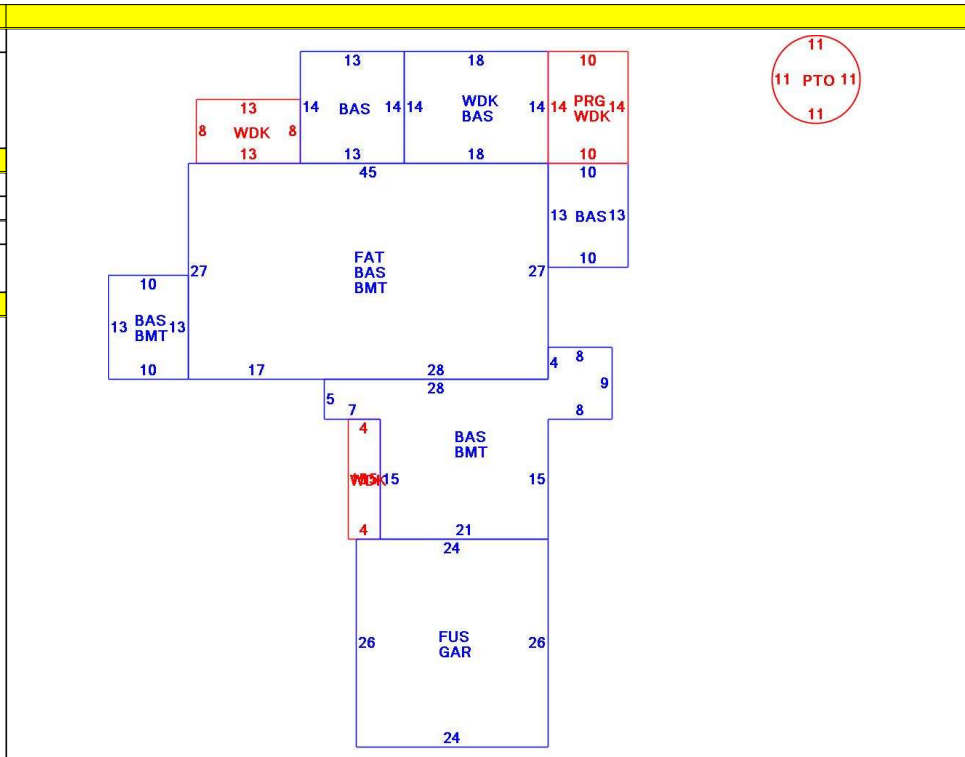 11
11 PTO 11
11
13
14 BAS 14
13
18
14 WDK 14
BAS
18
10
14 PRG 14
WDK
10
13
8 WDK 8
13
45
27 FAT 27
BAS
BMT
17 28
10
13 BAS 13
10
10
13 BAS 13
BMT
10
28
5
7
4
8
9
8
BAS
BMT
15 15
21
4
WDK
4
24
26 FUS 26
GAR
24